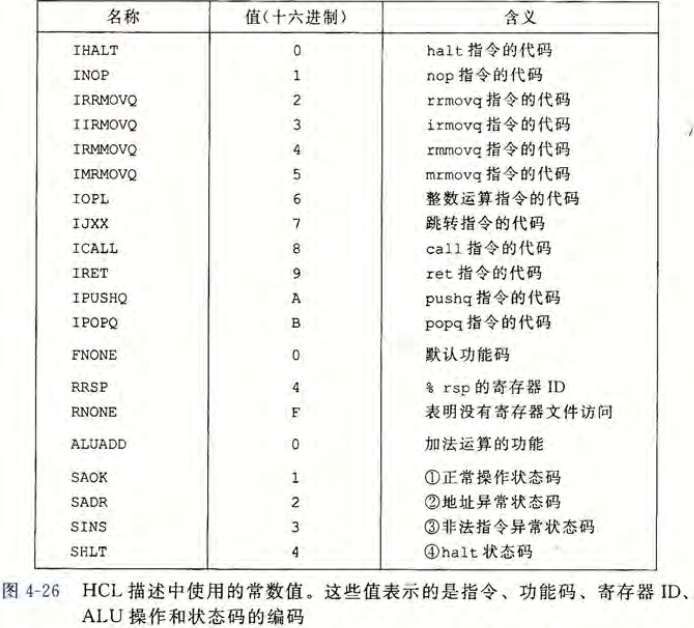 名称 值(十六进制) 含义
IHALT 0 halt 指令的代码
INOP 1 nop 指令的代码
IRRMOVQ 2 rrmovq 指令的代码
IIRMOVQ 3 irmovq 指令的代码
IRMMOVQ 4 rmmovq 指令的代码
IMRMOVQ 5 mrmovq 指令的代码
IOPL 6 整数运算指令的代码
IJXX 7 跳转指令的代码
ICALL 8 call 指令的代码
IRET 9 ret 指令的代码
IPUSHQ A pushq 指令的代码
IPOPQ B popq 指令的代码
FNONE 0 默认功能码
RRSP 4 % rsp 的寄存器 ID
RNONE F 表明没有寄存器文件访问
ALUADD 0 加法运算的功能
SAOK 1 ①正常操作状态码
SADR 2 ②地址异常状态码
SINS 3 ③非法指令异常状态码
SHLT 4 ④halt 状态码
图 4-26 HCL 描述中使用的常数值。这些值表示的是指令、功能码、寄存器 ID、
ALU 操作和状态码的编码